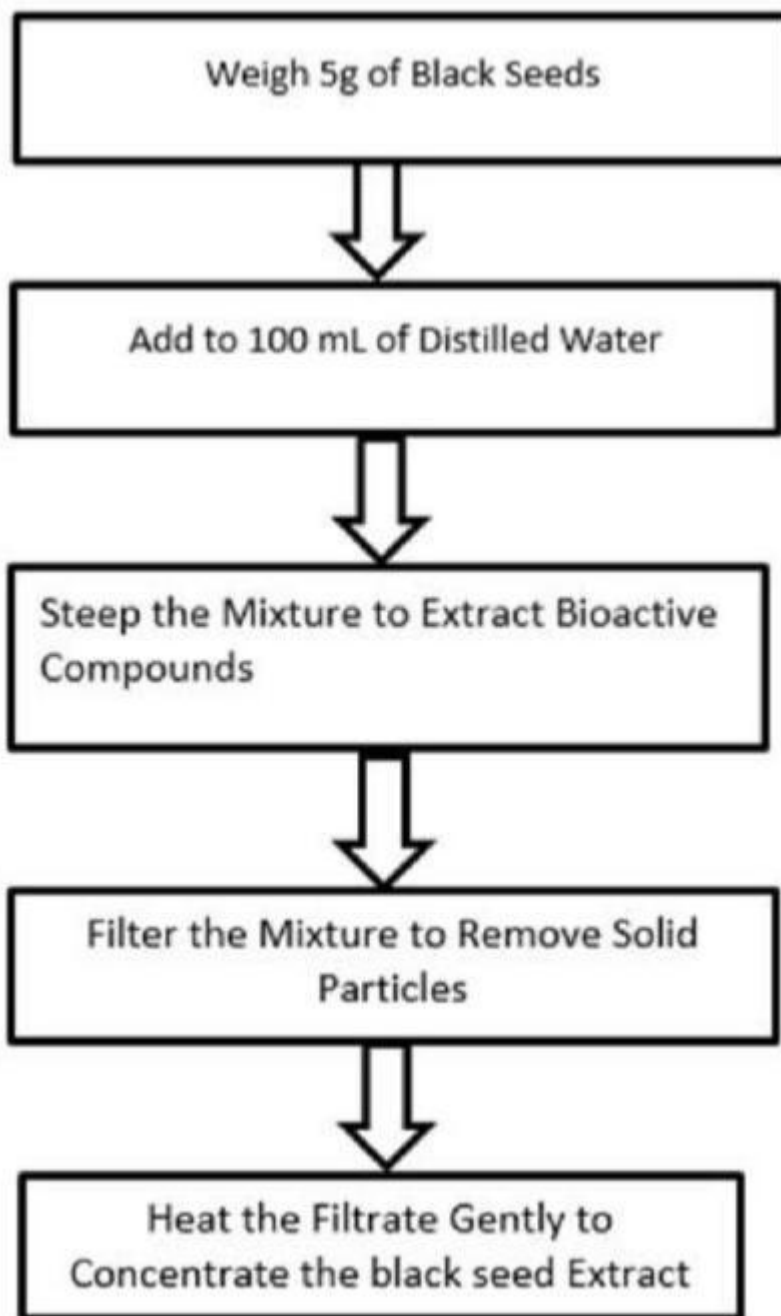 Weigh 5g of Black Seeds
Add to 100 mL of Distilled Water
Steep the Mixture to Extract Bioactive
Compounds
Filter the Mixture to Remove Solid
Particles
Heat the Filtrate Gently to
Concentrate the black seed Extract